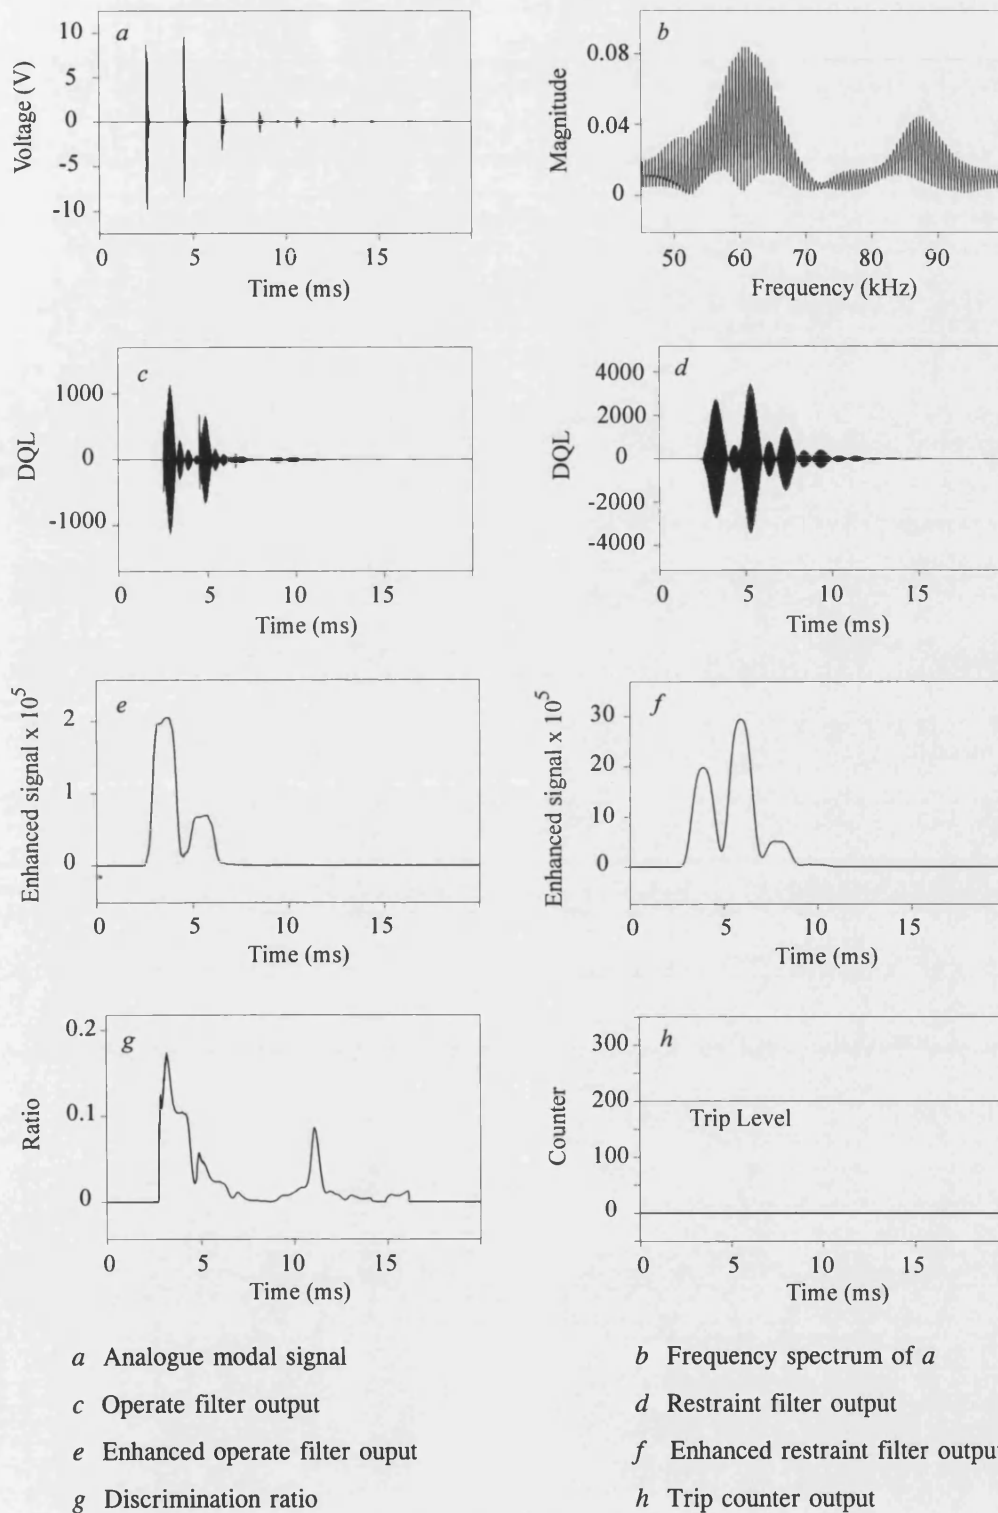 a
Voltage (V)
10
5
0
-5
-10
0 5 10 15
Time (ms)
b
Magnitude
0.08
0.04
0
50 60 70 80 90
Frequency (kHz)
c
DQL
1000
0
-1000
0 5 10 15
Time (ms)
d
DQL
4000
2000
0
-2000
-4000
0 5 10 15
Time (ms)
e
Enhanced signal x 10⁵
2
1
0
0 5 10 15
Time (ms)
f
Enhanced signal x 10⁵
30
20
10
0
0 5 10 15
Time (ms)
g
Ratio
0.2
0.1
0
0 5 10 15
Time (ms)
h
Counter
300
200
Trip Level
100
0
0 5 10 15
Time (ms)
a Analogue modal signal
b Frequency spectrum of a
c Operate filter output
d Restraint filter output
e Enhanced operate filter ouput
f Enhanced restraint filter output
g Discrimination ratio
h Trip counter output